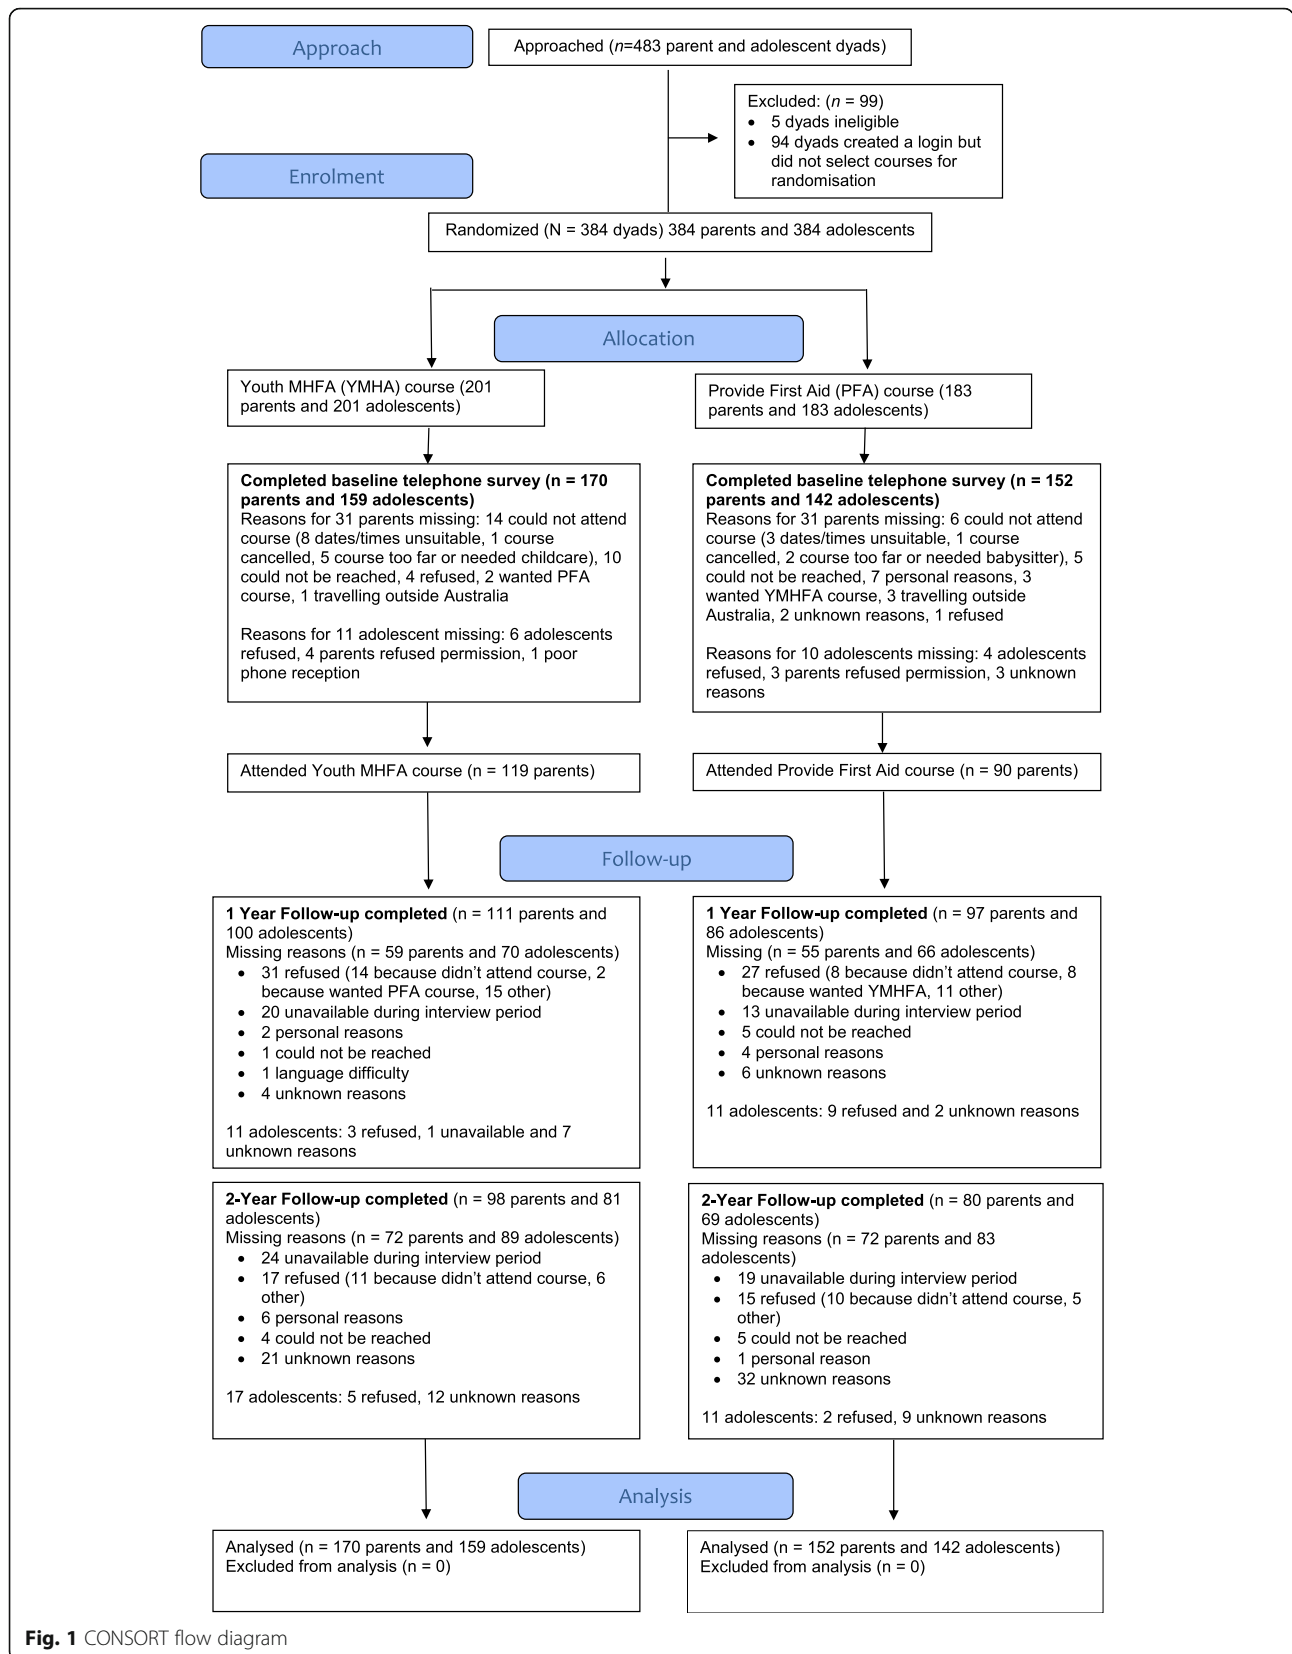 Approach
Approached (n=483 parent and adolescent dyads)
Excluded: (n = 99)
• 5 dyads ineligible
• 94 dyads created a login but
did not select courses for
randomisation
Enrolment
Randomized (N = 384 dyads) 384 parents and 384 adolescents
Allocation
Youth MHFA (YMHA) course (201
parents and 201 adolescents)
Provide First Aid (PFA) course (183
parents and 183 adolescents)
Completed baseline telephone survey (n = 170
parents and 159 adolescents)
Reasons for 31 parents missing: 14 could not attend
course (8 dates/times unsuitable, 1 course
cancelled, 5 course too far or needed childcare), 10
could not be reached, 4 refused, 2 wanted PFA
course, 1 travelling outside Australia
Reasons for 11 adolescent missing: 6 adolescents
refused, 4 parents refused permission, 1 poor
phone reception
Completed baseline telephone survey (n = 152
parents and 142 adolescents)
Reasons for 31 parents missing: 6 could not attend
course (3 dates/times unsuitable, 1 course
cancelled, 2 course too far or needed babysitter), 5
could not be reached, 7 personal reasons, 3
wanted YMHFA course, 3 travelling outside
Australia, 2 unknown reasons, 1 refused
Reasons for 10 adolescents missing: 4 adolescents
refused, 3 parents refused permission, 3 unknown
reasons
Attended Youth MHFA course (n = 119 parents)
Attended Provide First Aid course (n = 90 parents)
Follow-up
1 Year Follow-up completed (n = 111 parents and
100 adolescents)
Missing reasons (n = 59 parents and 70 adolescents)
• 31 refused (14 because didn't attend course, 2
because wanted PFA course, 15 other)
• 20 unavailable during interview period
• 2 personal reasons
• 1 could not be reached
• 1 language difficulty
• 4 unknown reasons
11 adolescents: 3 refused, 1 unavailable and 7
unknown reasons
1 Year Follow-up completed (n = 97 parents and
86 adolescents)
Missing (n = 55 parents and 66 adolescents)
• 27 refused (8 because didn't attend course, 8
because wanted YMHFA, 11 other)
• 13 unavailable during interview period
• 5 could not be reached
• 4 personal reasons
• 6 unknown reasons
11 adolescents: 9 refused and 2 unknown reasons
2-Year Follow-up completed (n = 98 parents and 81
adolescents)
Missing reasons (n = 72 parents and 89 adolescents)
• 24 unavailable during interview period
• 17 refused (11 because didn't attend course, 6
other)
• 6 personal reasons
• 4 could not be reached
• 21 unknown reasons
17 adolescents: 5 refused, 12 unknown reasons
2-Year Follow-up completed (n = 80 parents and
69 adolescents)
Missing reasons (n = 72 parents and 83
adolescents)
• 19 unavailable during interview period
• 15 refused (10 because didn't attend course, 5
other)
• 5 could not be reached
• 1 personal reason
• 32 unknown reasons
11 adolescents: 2 refused, 9 unknown reasons
Analysis
Analysed (n = 170 parents and 159 adolescents)
Excluded from analysis (n = 0)
Analysed (n = 152 parents and 142 adolescents)
Excluded from analysis (n = 0)
Fig. 1 CONSORT flow diagram